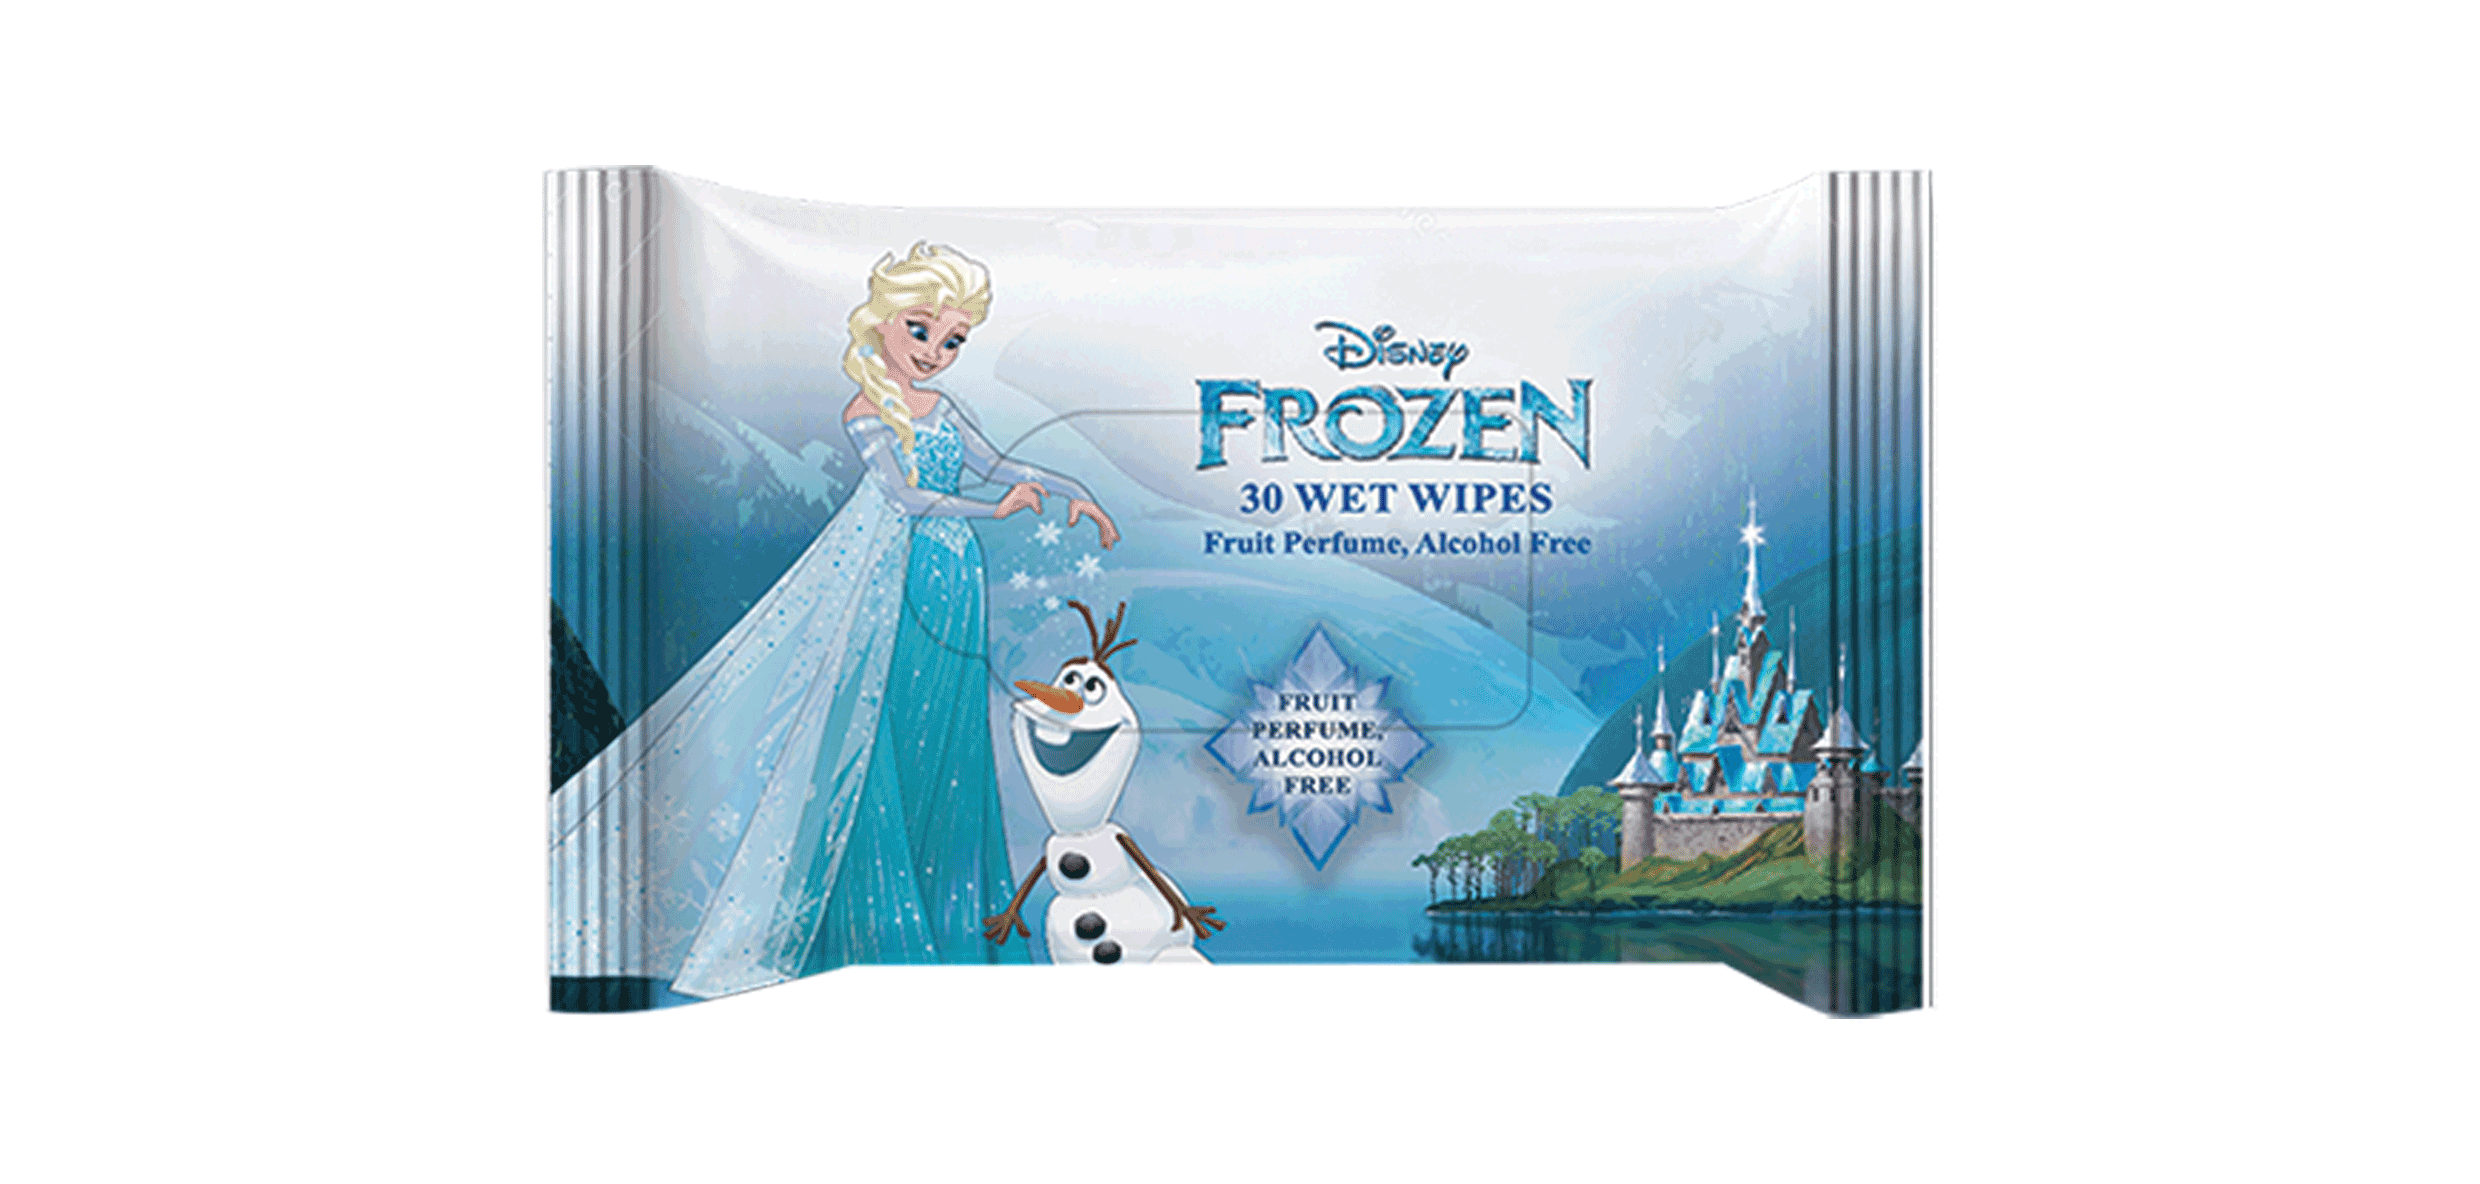 Disney
FROZEN
30 WET WIPES
Fruit Perfume, Alcohol Free
FRUIT
PERFUME,
ALCOHOL
FREE